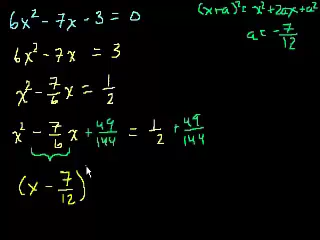 6x² - 7x - 3 = 0
(x+a)² = x² + 2ax + a²
a = -7/12
6x² - 7x = 3
x² - 7/6 x = 1/2
x² - 7/6 x + 49/144 = 1/2 + 49/144
(x - 7/12)